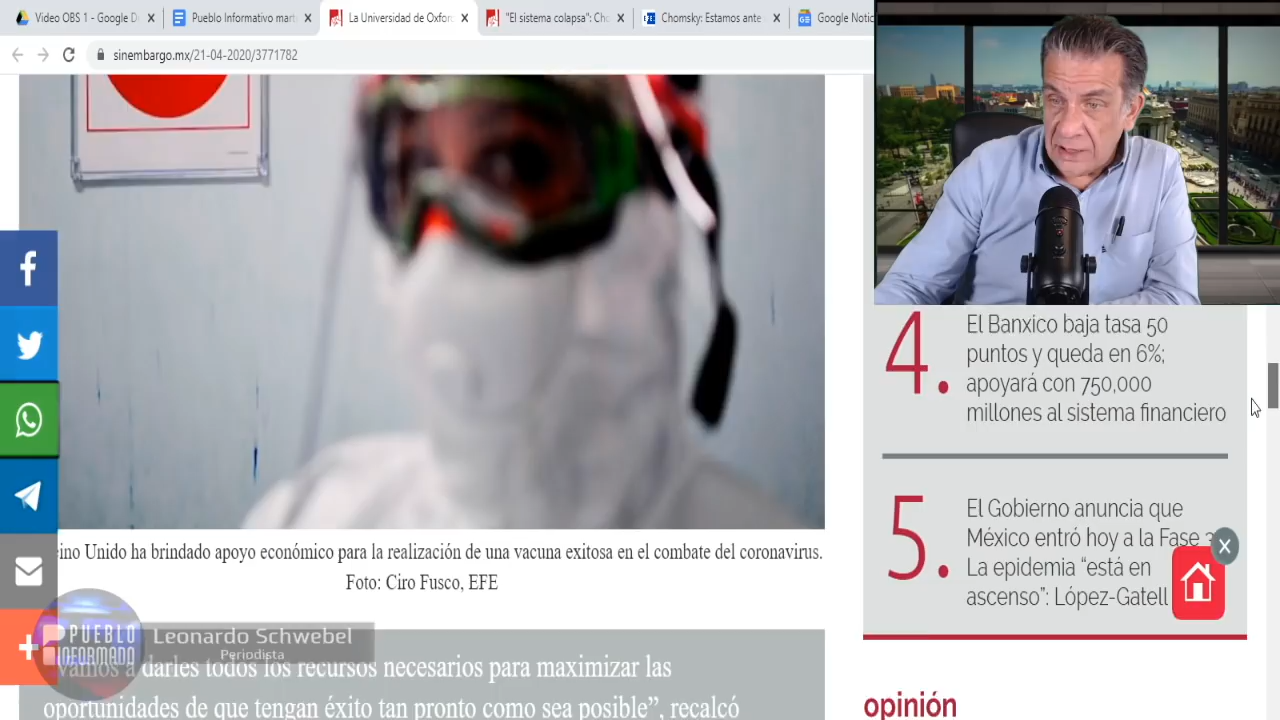 Video OBS 1 - Google D
Pueblo Informativo mart
La Universidad de Oxfor
"El sistema colapsa": Ch
Chomsky: Estamos ante
Google Notic
sinembargo.mx/21-04-2020/3771782
4.
El Banxico baja tasa 50
puntos y queda en 6%;
apoyará con 750,000
millones al sistema financiero
5.
El Gobierno anuncia que
México entró hoy a la Fase 3
La epidemia “está en
ascenso”: López-Gatell
eino Unido ha brindado apoyo económico para la realización de una vacuna exitosa en el combate del coronavirus.
Foto: Ciro Fusco, EFE
PUEBLO
INFORMADO
Leonardo Schwebel
Periodista
“Vamos a darles todos los recursos necesarios para maximizar las
oportunidades de que tengan éxito tan pronto como sea posible”, recalcó
opinión